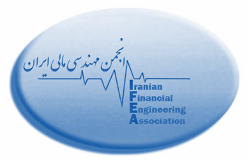 انجمن مهندسی مالی ایران
Iranian
Financial
Engineering
Association